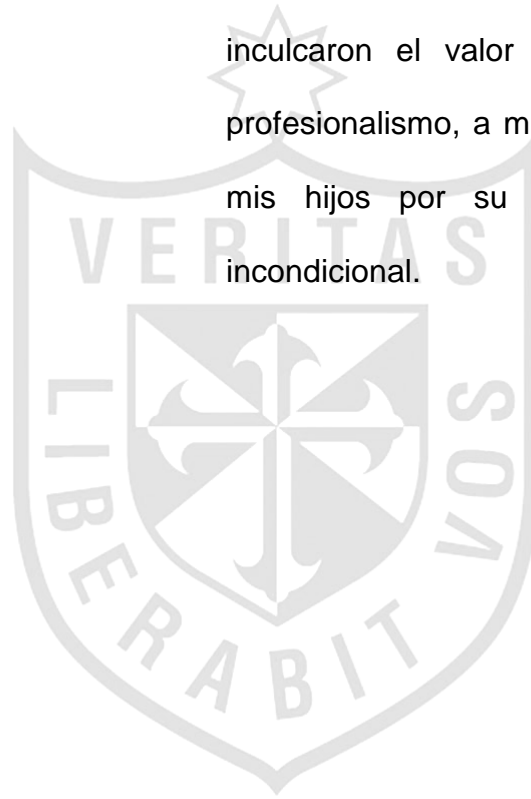 inculcaron el valor
profesionalismo, a m
mis hijos por su
incondicional.
VERITAS
LIBERABIT VOS